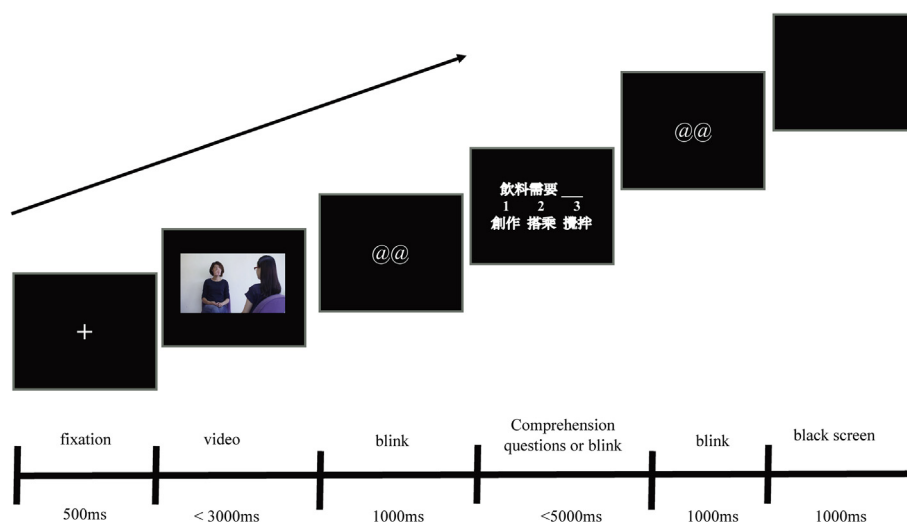 +
@@
飲料需要 ___
1 2 3
創作 搭乘 攪拌
@@
fixation
video
blink
Comprehension
questions or blink
blink
black screen
500ms
< 3000ms
1000ms
<5000ms
1000ms
1000ms